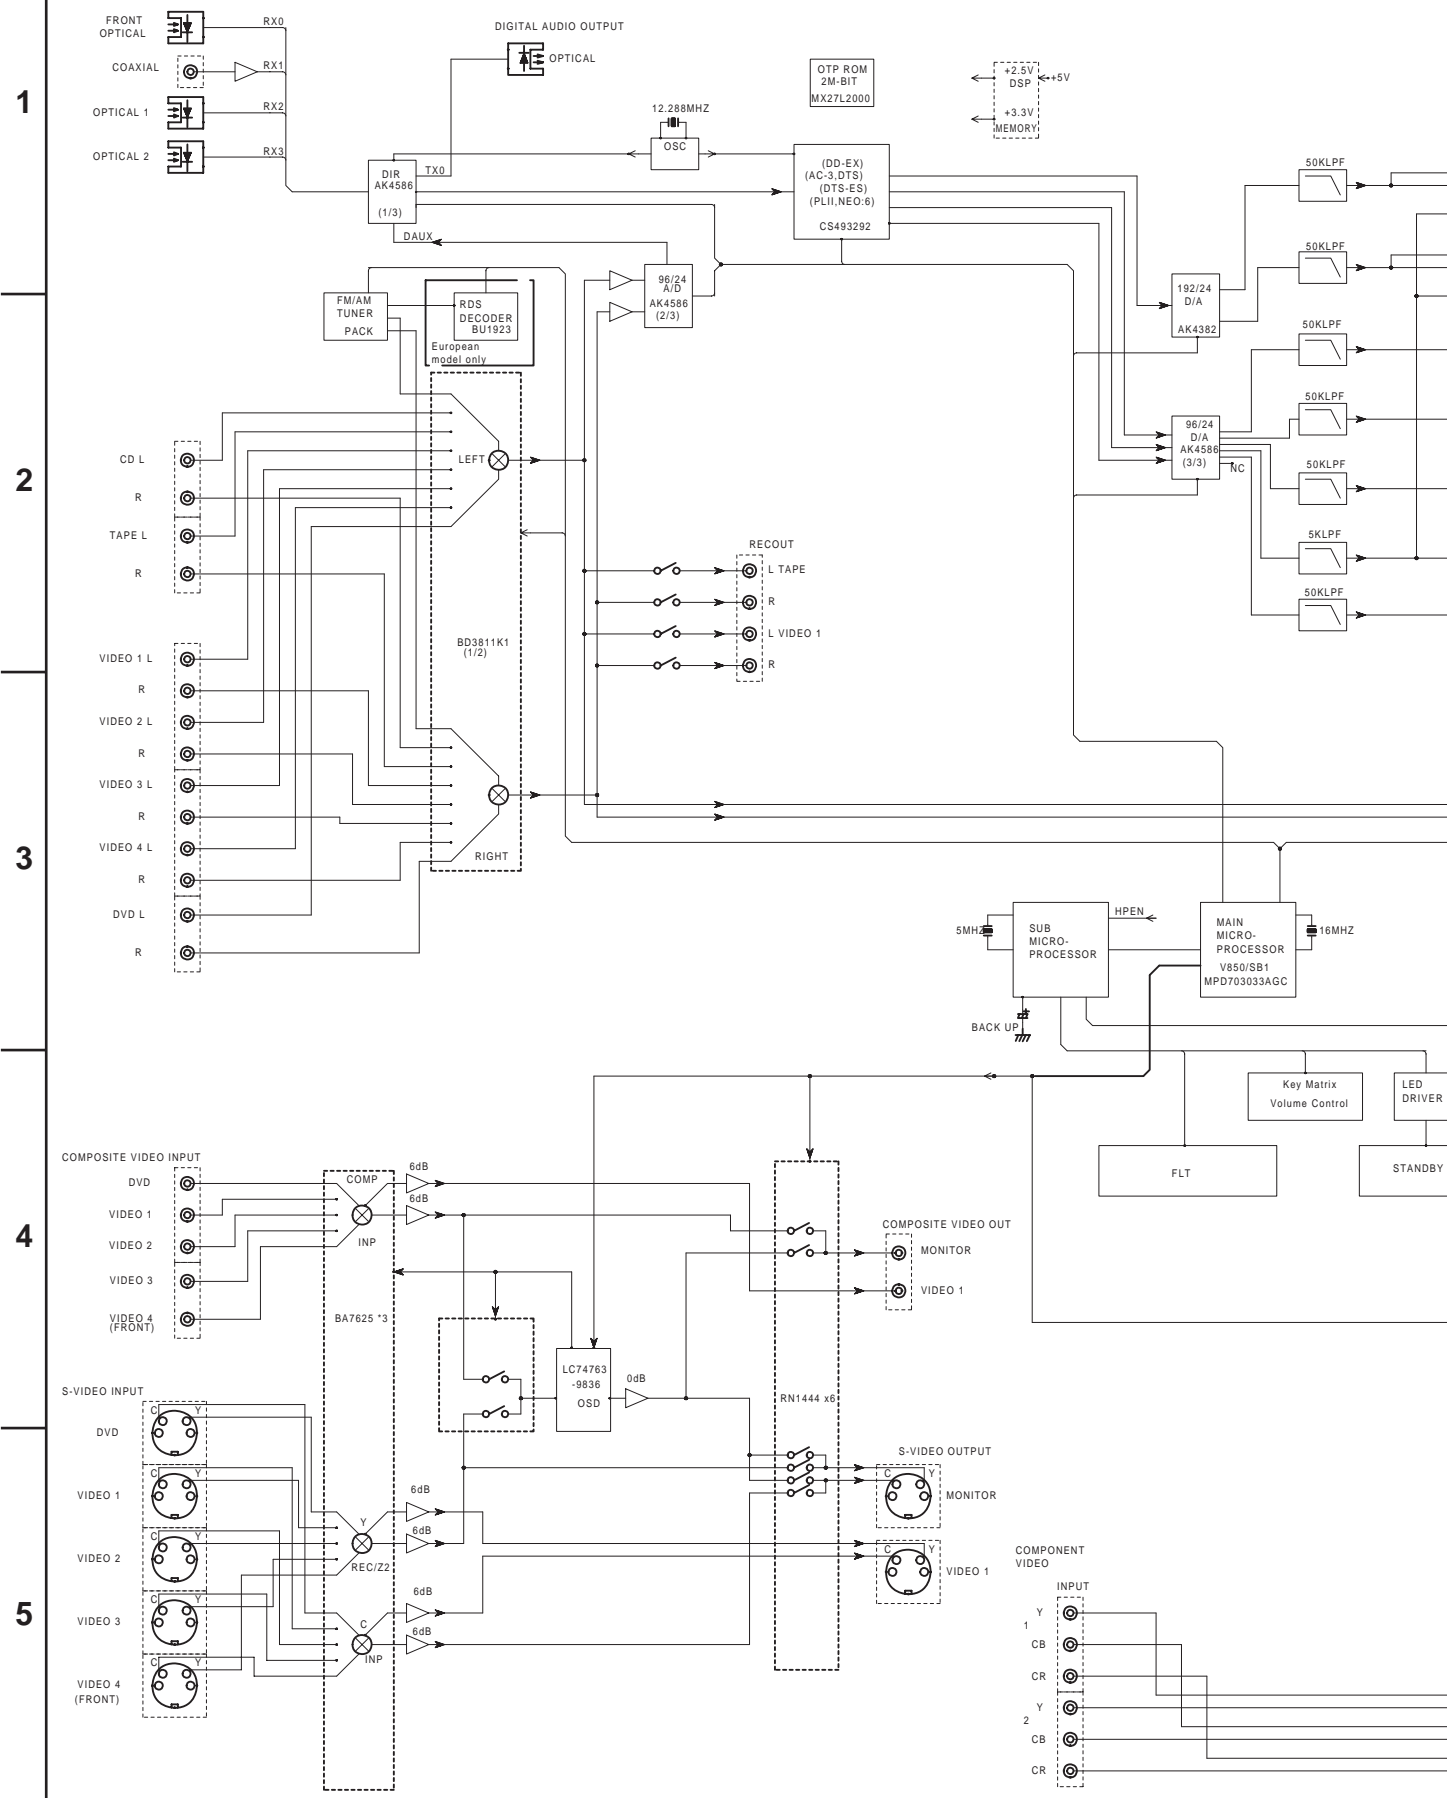 1
2
3
4
5
FRONT
OPTICAL
RX0
COAXIAL
RX1
OPTICAL 1
RX2
OPTICAL 2
RX3
DIGITAL AUDIO OUTPUT
OPTICAL
12.288MHZ
OSC
TX0
DIR
AK4586
(1/3)
DAUX
OTP ROM
2M-BIT
MX27L2000
+2.5V
DSP
+5V
+3.3V
MEMORY
(DD-EX)
(AC-3,DTS)
(DTS-ES)
(PLII,NEO:6)
CS493292
50KLPF
50KLPF
50KLPF
50KLPF
50KLPF
5KLPF
50KLPF
192/24
D/A
AK4382
96/24
D/A
AK4586
(3/3)
NC
FM/AM
TUNER
PACK
RDS
DECODER
BU1923
European
model only
96/24
A/D
AK4586
(2/3)
CD L
R
TAPE L
R
LEFT
RECOUT
L TAPE
R
L VIDEO 1
R
BD3811K1
(1/2)
VIDEO 1 L
R
VIDEO 2 L
R
VIDEO 3 L
R
VIDEO 4 L
R
DVD L
R
RIGHT
5MHZ
SUB
MICRO-
PROCESSOR
HPEN
MAIN
MICRO-
PROCESSOR
V850/SB1
MPD703033AGC
16MHZ
BACK UP
Key Matrix
Volume Control
LED
DRIVER
FLT
STANDBY
COMPOSITE VIDEO INPUT
DVD
VIDEO 1
VIDEO 2
VIDEO 3
VIDEO 4
(FRONT)
COMP
INP
6dB
6dB
BA7625 *3
COMPOSITE VIDEO OUT
MONITOR
VIDEO 1
LC74763
-9836
OSD
0dB
RN1444 x6
S-VIDEO INPUT
C Y
DVD
C Y
VIDEO 1
C Y
VIDEO 2
C Y
VIDEO 3
C Y
VIDEO 4
(FRONT)
6dB
Y
6dB
REC/Z2
6dB
C
6dB
INP
S-VIDEO OUTPUT
C Y
MONITOR
C Y
VIDEO 1
COMPONENT
VIDEO
INPUT
Y
1
CB
CR
Y
2
CB
CR